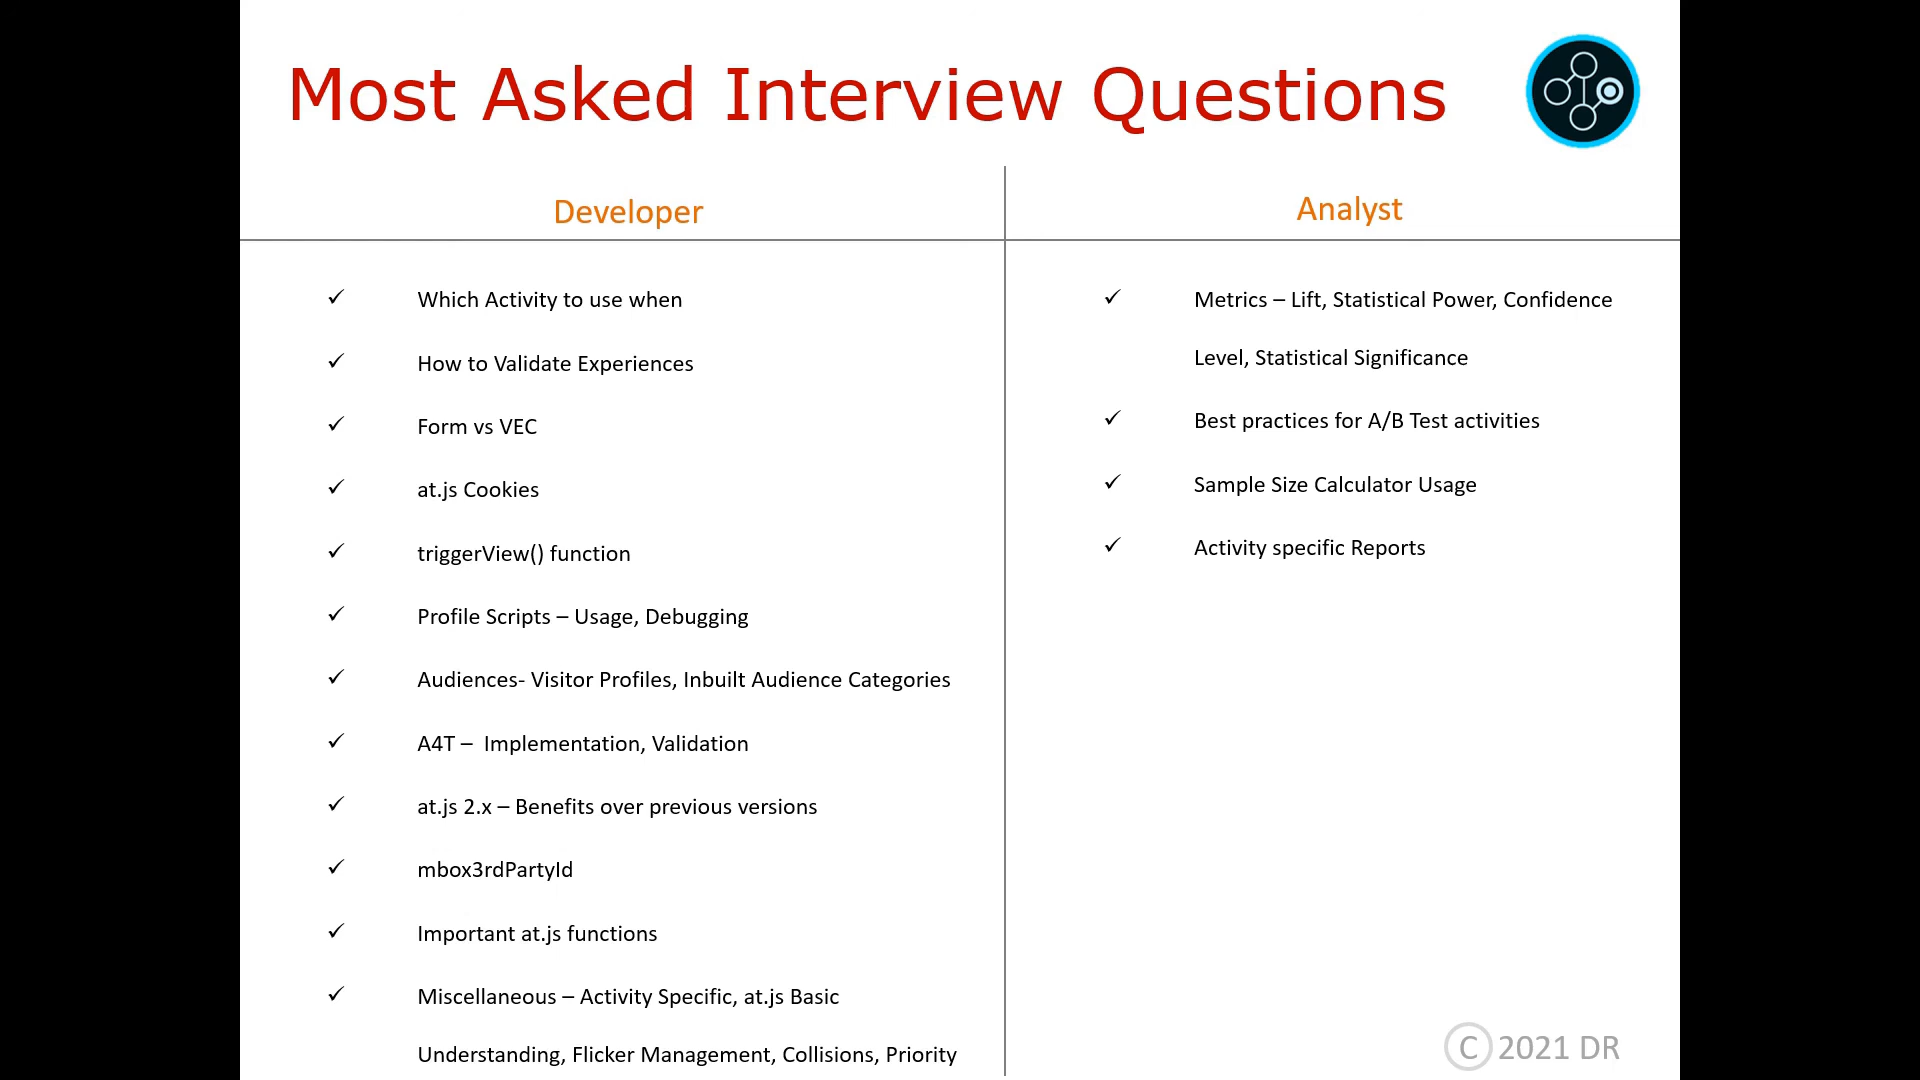 Most Asked Interview Questions
Developer
✓ Which Activity to use when
✓ How to Validate Experiences
✓ Form vs VEC
✓ at.js Cookies
✓ triggerView() function
✓ Profile Scripts – Usage, Debugging
✓ Audiences- Visitor Profiles, Inbuilt Audience Categories
✓ A4T –  Implementation, Validation
✓ at.js 2.x – Benefits over previous versions
✓ mbox3rdPartyId
✓ Important at.js functions
✓ Miscellaneous – Activity Specific, at.js Basic
Understanding, Flicker Management, Collisions, Priority
Analyst
✓ Metrics – Lift, Statistical Power, Confidence
Level, Statistical Significance
✓ Best practices for A/B Test activities
✓ Sample Size Calculator Usage
✓ Activity specific Reports
© 2021 DR